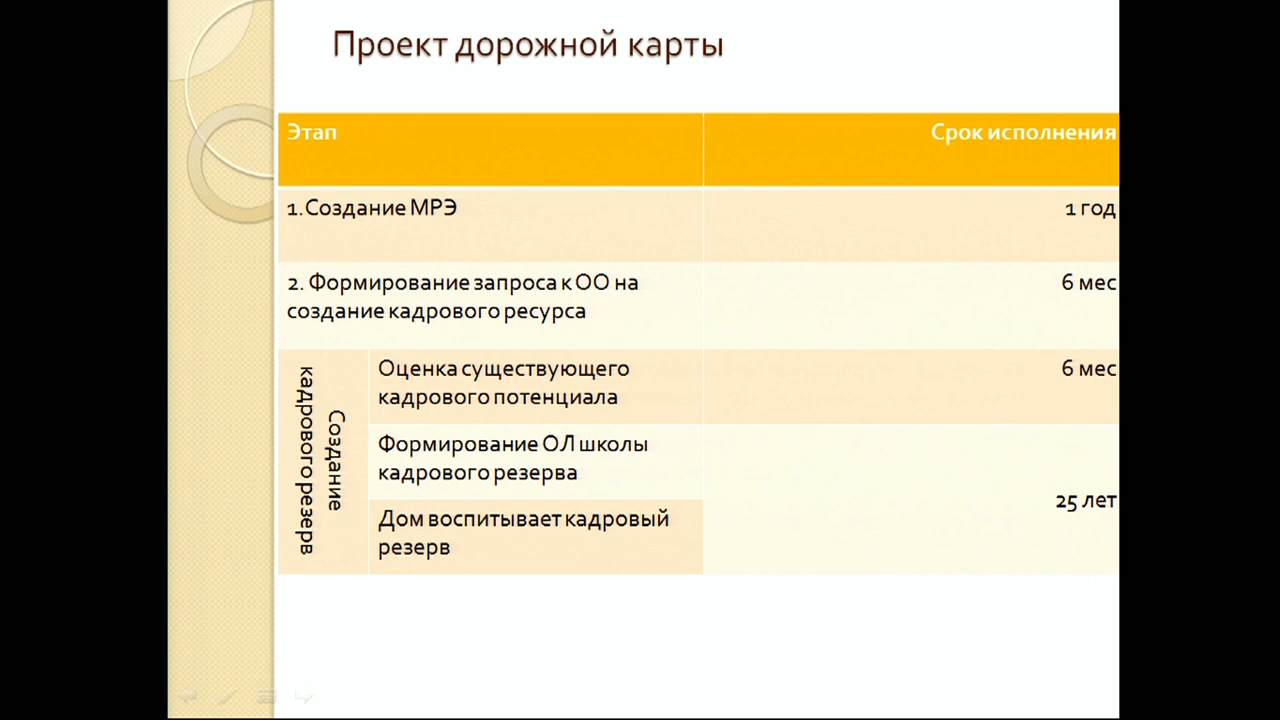 Проект дорожной карты
Этап
Срок исполнения
1.Создание МРЭ
1 год
2. Формирование запроса к ОО на
создание кадрового ресурса
6 мес
Создание
кадрового резерв
Оценка существующего
кадрового потенциала
6 мес
Формирование ОЛ школы
кадрового резерва
25 лет
Дом воспитывает кадровый
резерв